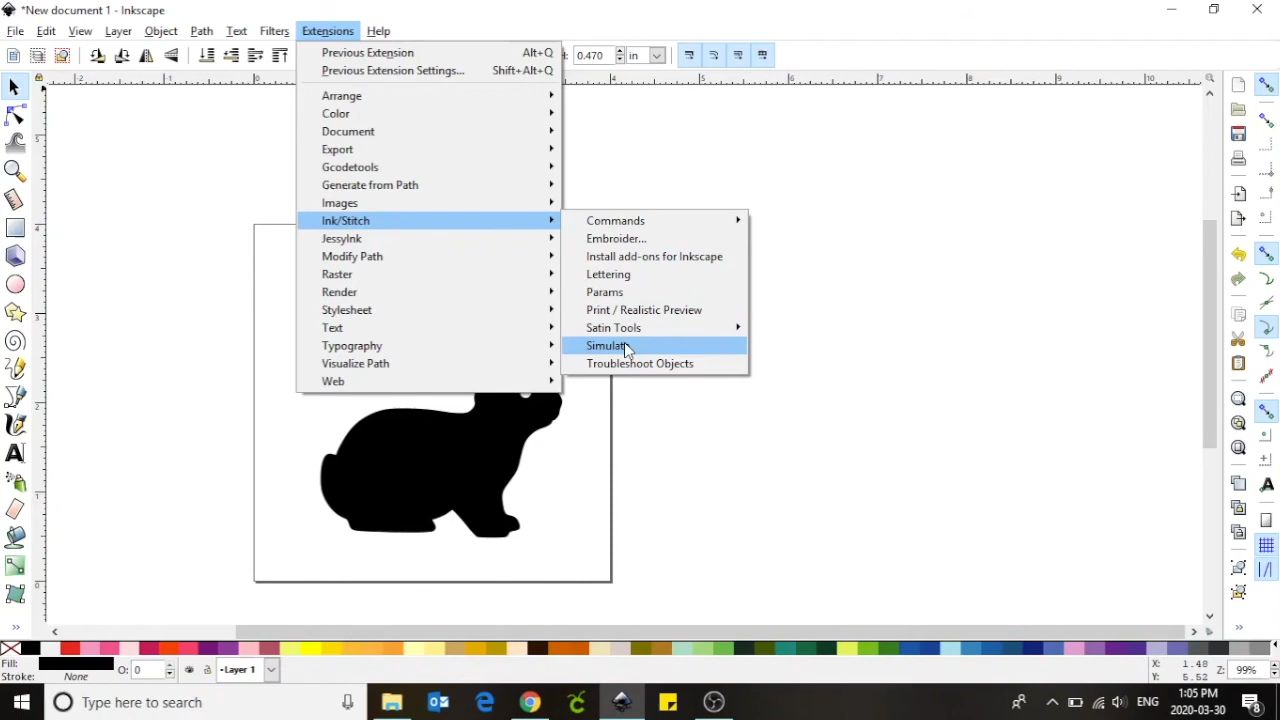 *New document 1 - Inkscape
File Edit View Layer Object Path Text Filters Extensions Help
H: 0.470 in
Previous Extension Alt+Q
Previous Extension Settings... Shift+Alt+Q
Arrange
Color
Document
Export
Gcodetools
Generate from Path
Images
Ink/Stitch
JessyInk
Modify Path
Raster
Render
Stylesheet
Text
Typography
Visualize Path
Web
Commands
Embroider...
Install add-ons for Inkscape
Lettering
Params
Print / Realistic Preview
Satin Tools
Simulat
Troubleshoot Objects
Fill:
Stroke: None
O: 0
Layer 1
X: 1.48
Y: 5.52
Z: 99%
Type here to search
ENG
1:05 PM
2020-03-30
8